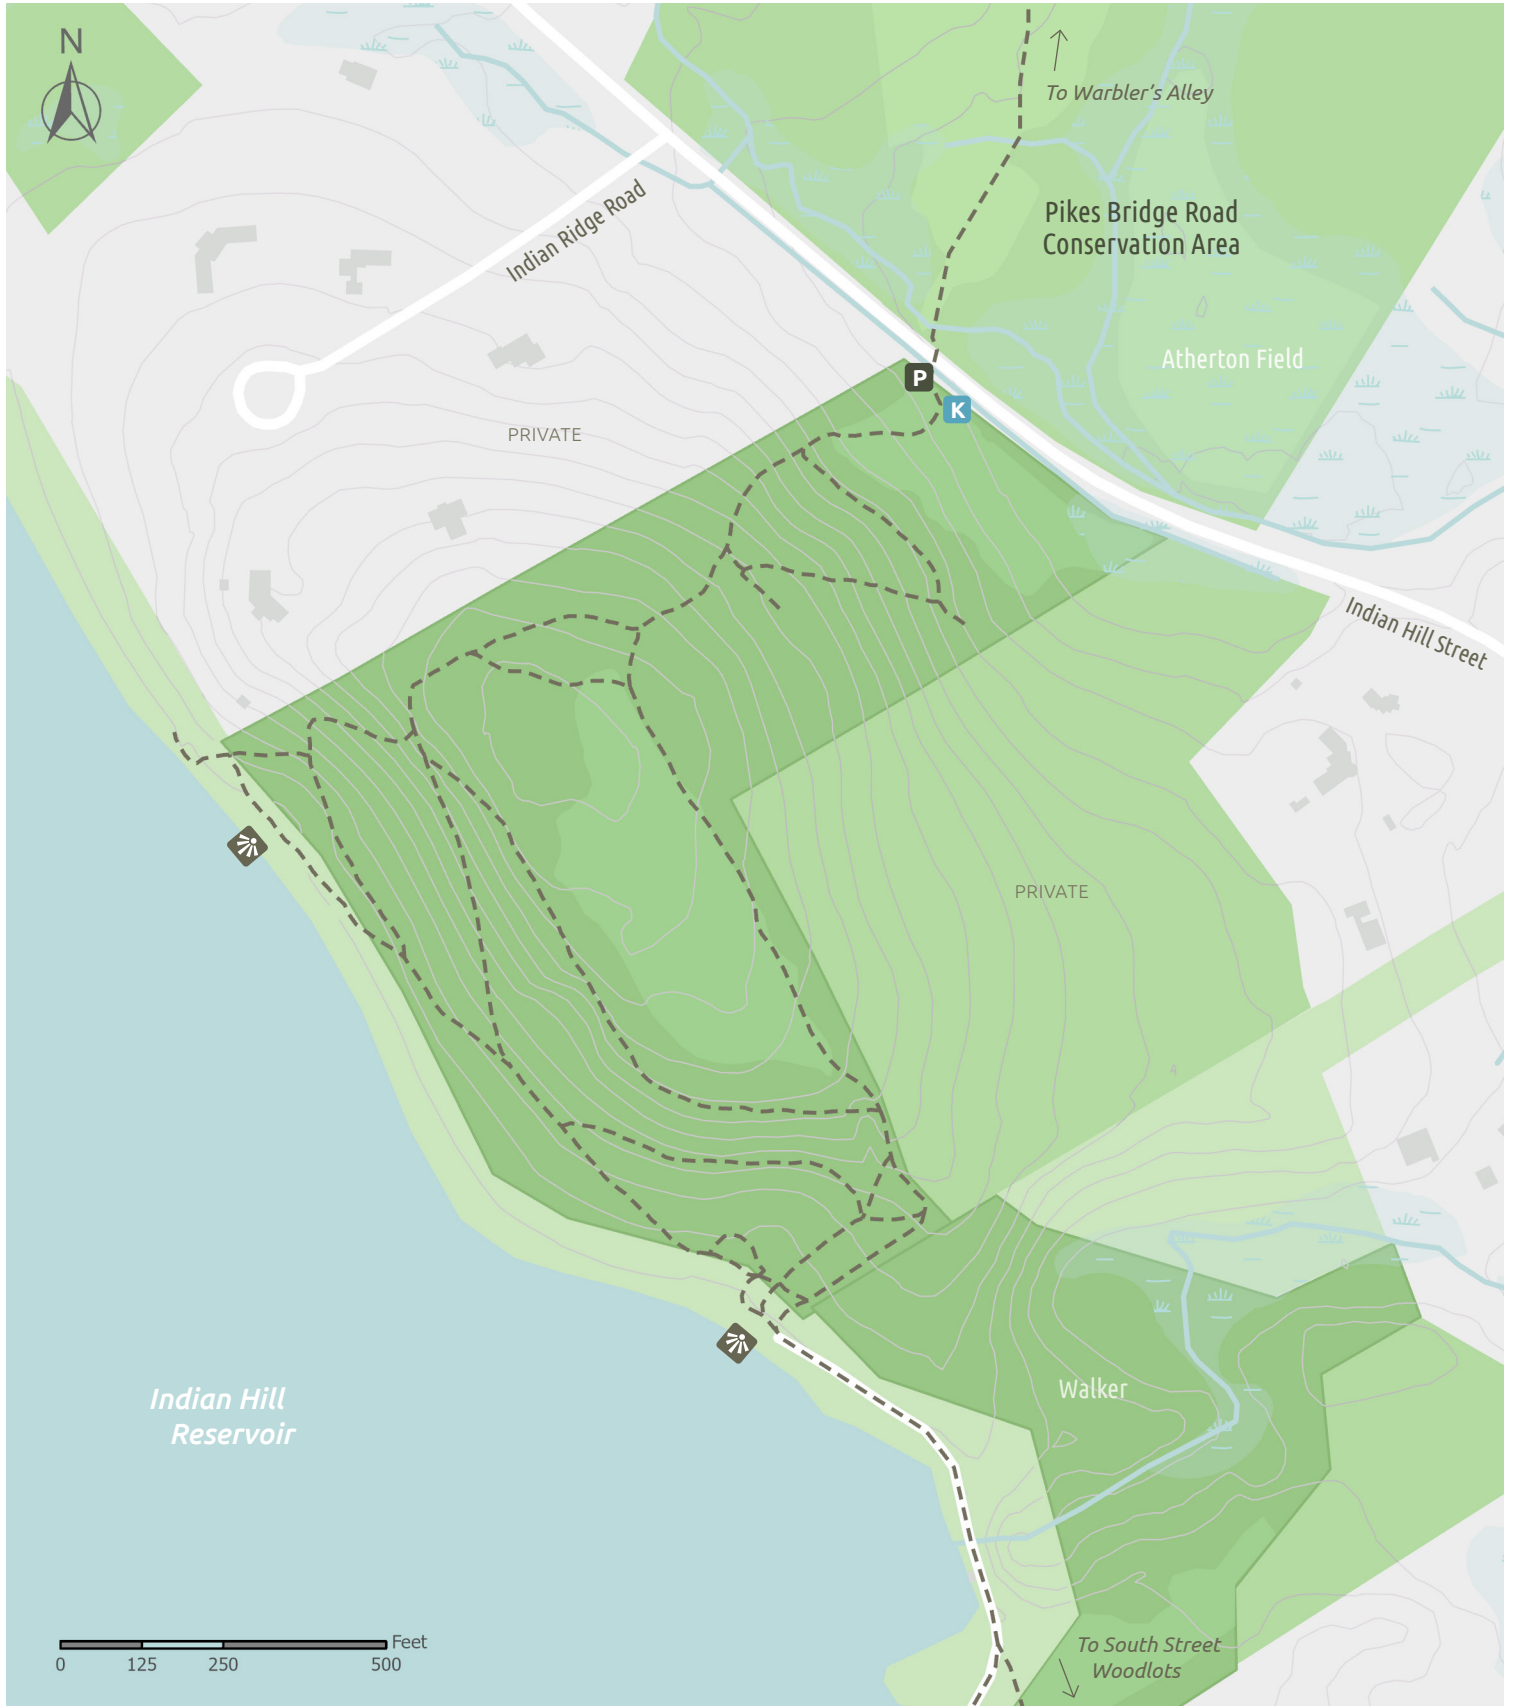 N
To Warbler's Alley
Indian Ridge Road
Pikes Bridge Road
Conservation Area
Atherton Field
P
K
PRIVATE
Indian Hill Street
PRIVATE
Walker
Indian Hill
Reservoir
To South Street
Woodlots
Feet
0 125 250 500